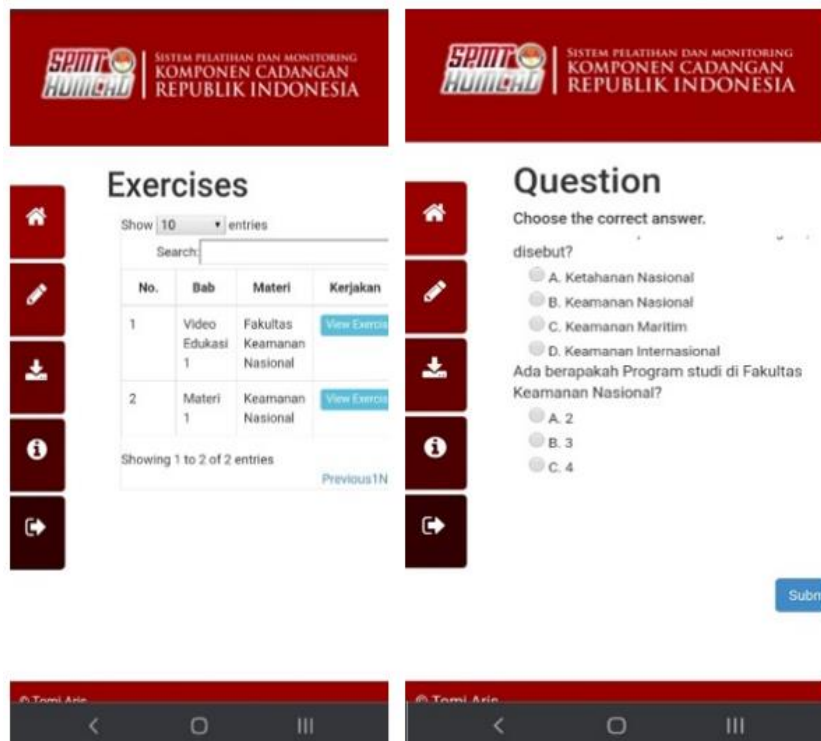 SPMT
HUMCAD
SISTEM PELATIHAN DAN MONITORING
KOMPONEN CADANGAN
REPUBLIK INDONESIA
Exercises
Show 10 entries
Search:
No. Bab Materi Kerjakan
1 Video Edukasi 1 Fakultas Keamanan Nasional View Exercis
2 Materi 1 Keamanan Nasional View Exercis
Showing 1 to 2 of 2 entries
Previous1N
© Tomi Aris
SPMT
HUMCAD
SISTEM PELATIHAN DAN MONITORING
KOMPONEN CADANGAN
REPUBLIK INDONESIA
Question
Choose the correct answer.
disebut?
A. Ketahanan Nasional
B. Keamanan Nasional
C. Keamanan Maritim
D. Keamanan Internasional
Ada berapakah Program studi di Fakultas
Keamanan Nasional?
A. 2
B. 3
C. 4
Subn
© Tomi Aris